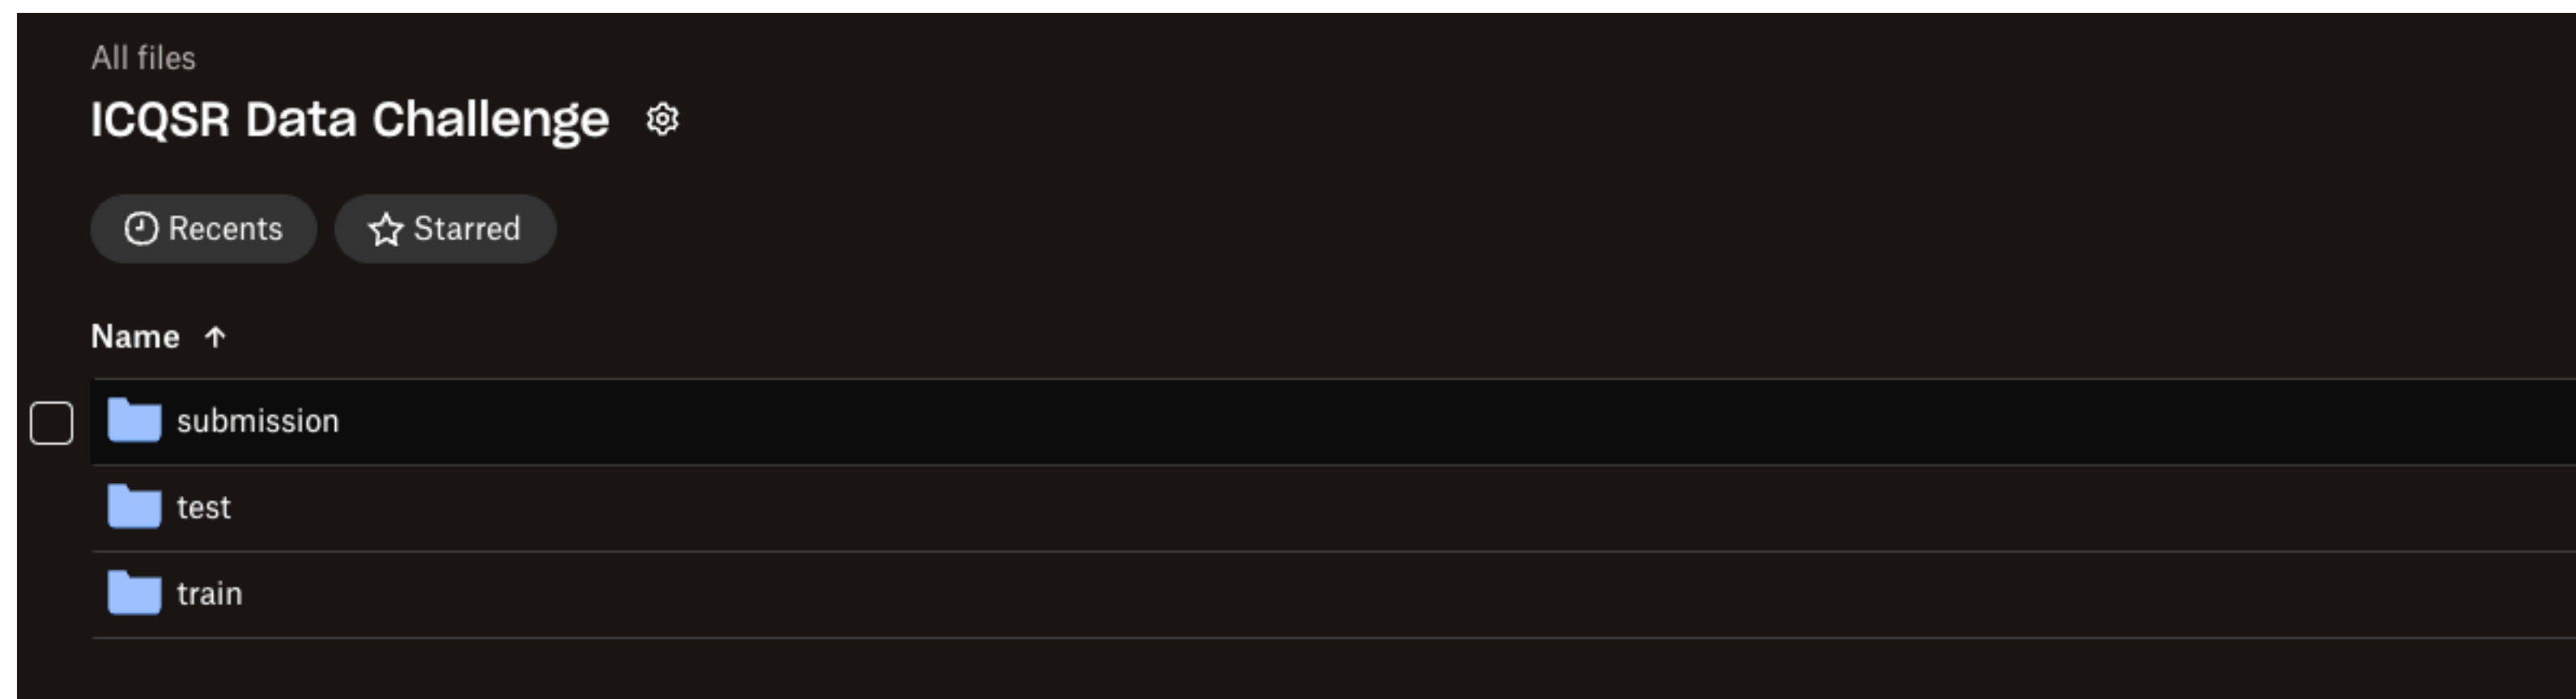 All files
ICQSR Data Challenge
Recents Starred
Name ↑
submission
test
train